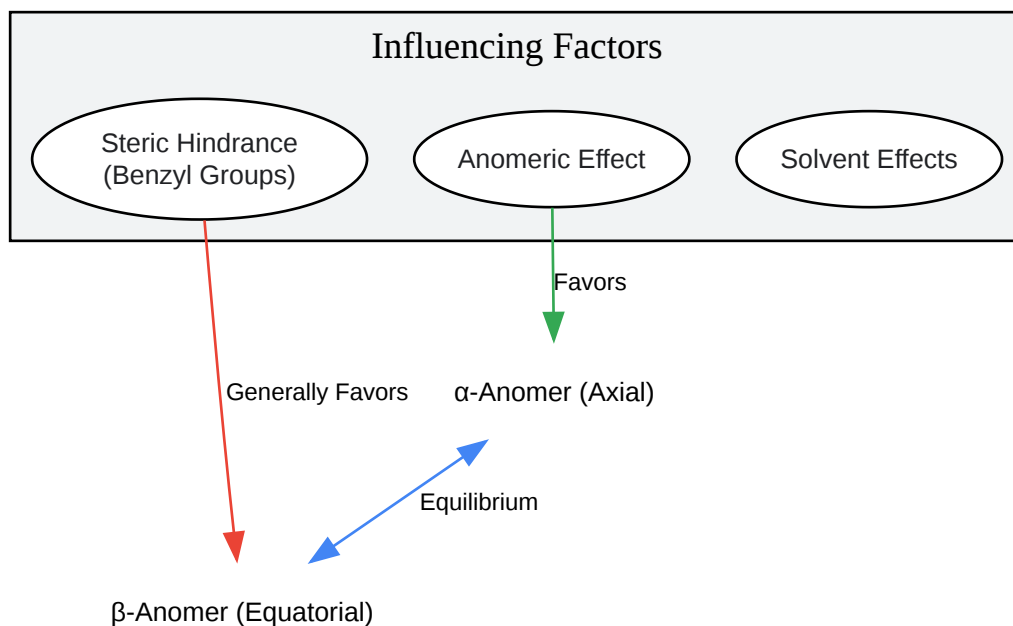 Influencing Factors
Steric Hindrance
(Benzyl Groups)
Anomeric Effect
Solvent Effects
Favors
Generally Favors
α-Anomer (Axial)
Equilibrium
β-Anomer (Equatorial)